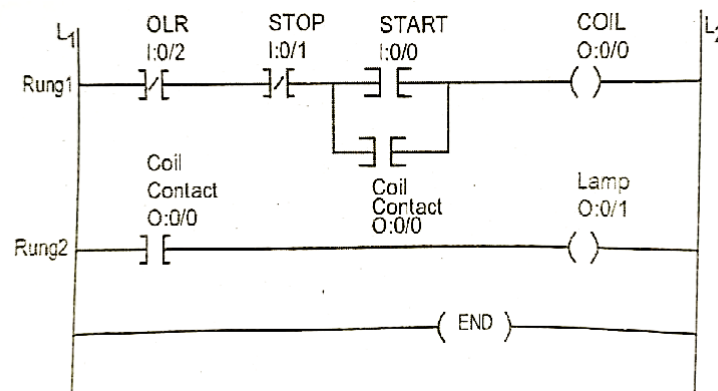 L1 OLR STOP START COIL L2
I:0/2 I:0/1 I:0/0 O:0/0
Rung1
Coil
Contact
O:0/0
Coil
Contact
O:0/0
Lamp
O:0/1
Rung2
END